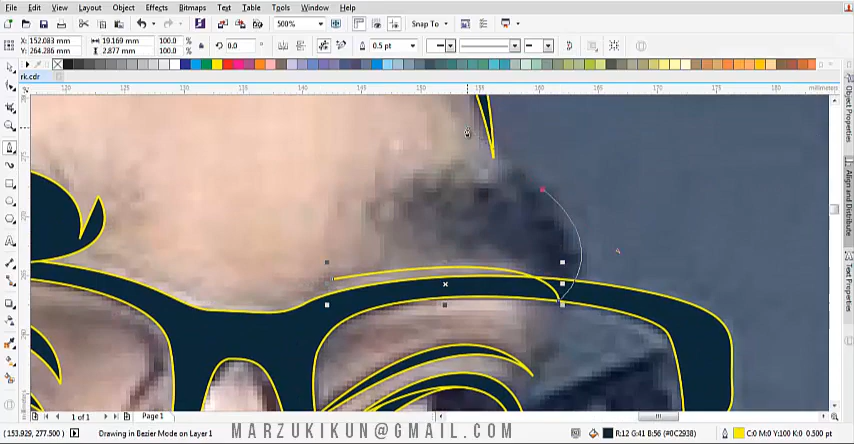 File Edit View Layout Object Effects Bitmaps Text Table Tools Window Help
500% Snap To
X: 152.083 mm 19.169 mm 100.0 % 0.0 ° 0.5 pt
Y: 264.286 mm 2.877 mm 100.0 %
rk.cdr
120 130 135 140 145 150 155 160 165 170 175 180 millimeters
Object Properties
Align and Distribute
Text Properties
1 of 1 Page 1
(153.929, 277.500) Drawing in Bezier Mode on Layer 1 R:12 G:41 B:56 (#0C2938) C:0 M:0 Y:100 K:0 0.500 pt
MARZUKIKUN@GMAIL.COM